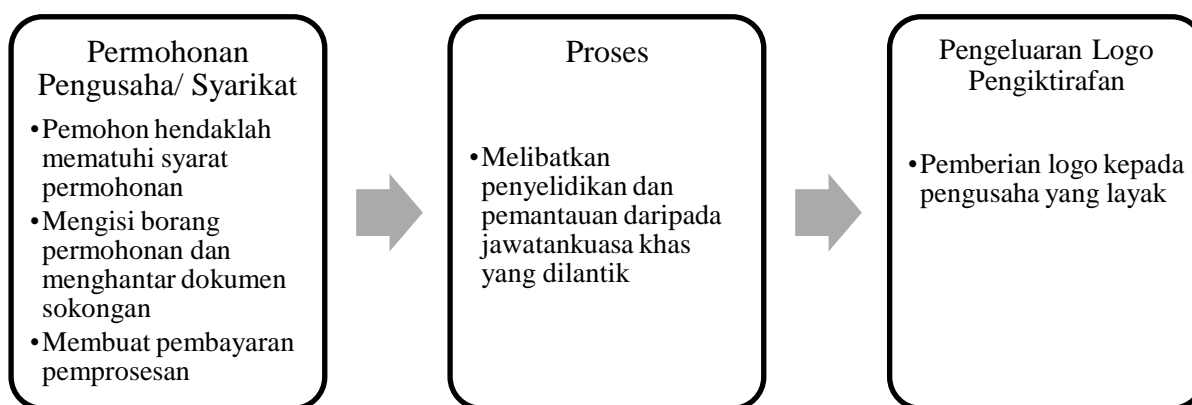 Permohonan
Pengusaha/ Syarikat
•Pemohon hendaklah
mematuhi syarat
permohonan
•Mengisi borang
permohonan dan
menghantar dokumen
sokongan
•Membuat pembayaran
pemprosesan
Proses
•Melibatkan
penyelidikan dan
pemantauan daripada
jawatankuasa khas
yang dilantik
Pengeluaran Logo
Pengiktirafan
•Pemberian logo kepada
pengusaha yang layak